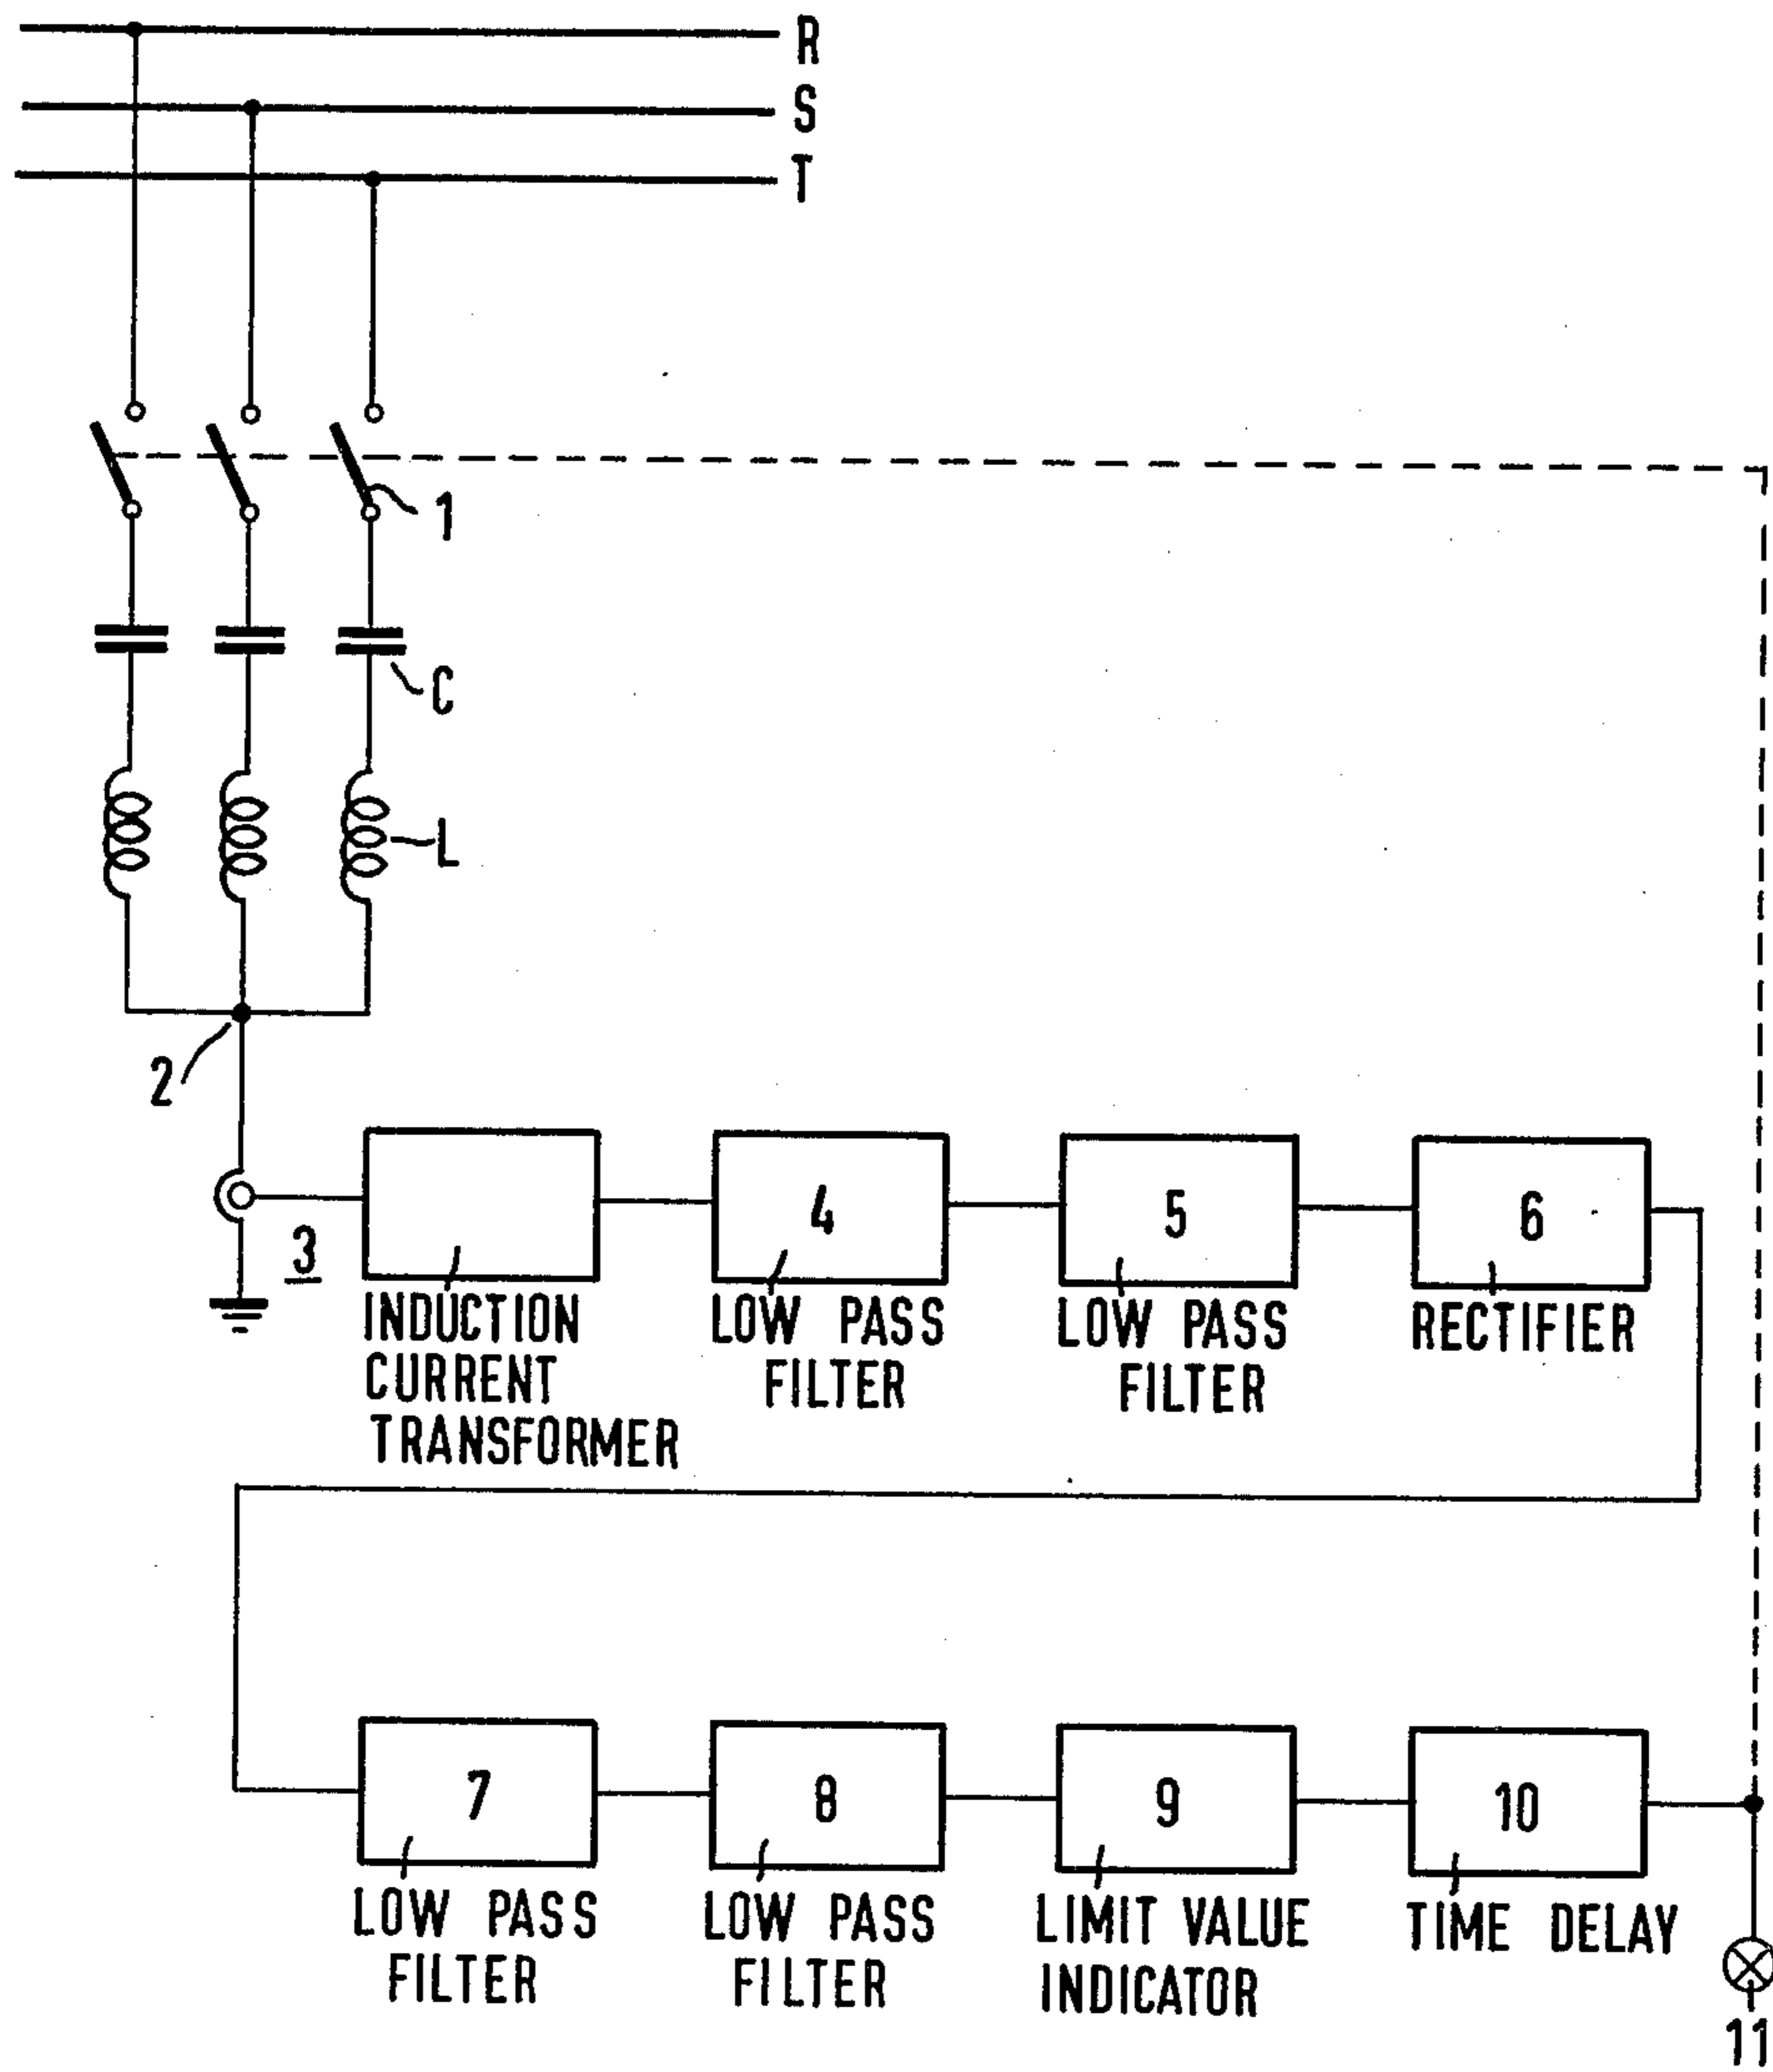 R
S
T
1
C
L
2
3
4
5
6
INDUCTION
CURRENT
TRANSFORMER
LOW PASS
FILTER
LOW PASS
FILTER
RECTIFIER
7
8
9
10
LOW PASS
FILTER
LOW PASS
FILTER
LIMIT VALUE
INDICATOR
TIME DELAY
11